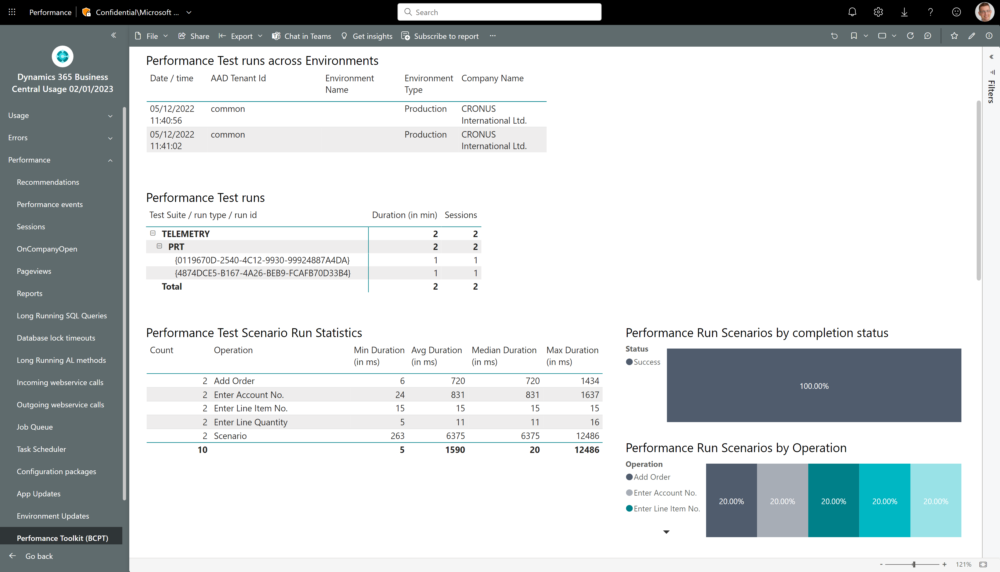 Performance
Confidential\Microsoft ...
Search
Dynamics 365 Business
Central Usage 02/01/2023
Usage
Errors
Performance
Recommendations
Performance events
Sessions
OnCompanyOpen
Pageviews
Reports
Long Running SQL Queries
Database lock timeouts
Long Running AL methods
Incoming webservice calls
Outgoing webservice calls
Job Queue
Task Scheduler
Configuration packages
App Updates
Environment Updates
Perfomance Toolkit (BCPT)
Go back
File Share Export Chat in Teams Get insights Subscribe to report ...
Filters
Performance Test runs across Environments
Date / time AAD Tenant Id Environment Name Environment Type Company Name
05/12/2022 11:40:56 common Production CRONUS International Ltd.
05/12/2022 11:41:02 common Production CRONUS International Ltd.
Performance Test runs
Test Suite / run type / run id Duration (in min) Sessions
TELEMETRY 2 2
PRT 2 2
{0119670D-2540-4C12-9930-99924887A4DA} 1 1
{4874DCE5-B167-4A26-BEB9-FCAFB70D33B4} 1 1
Total 2 2
Performance Test Scenario Run Statistics
Count Operation Min Duration (in ms) Avg Duration (in ms) Median Duration (in ms) Max Duration (in ms)
2 Add Order 6 720 720 1434
2 Enter Account No. 24 831 831 1637
2 Enter Line Item No. 15 15 15 15
2 Enter Line Quantity 5 11 11 16
2 Scenario 263 6375 6375 12486
10 5 1590 20 12486
Performance Run Scenarios by completion status
Status
Success
100.00%
Performance Run Scenarios by Operation
Operation
Add Order
Enter Account No.
Enter Line Item No.
20.00% 20.00% 20.00% 20.00% 20.00%
- + 121%